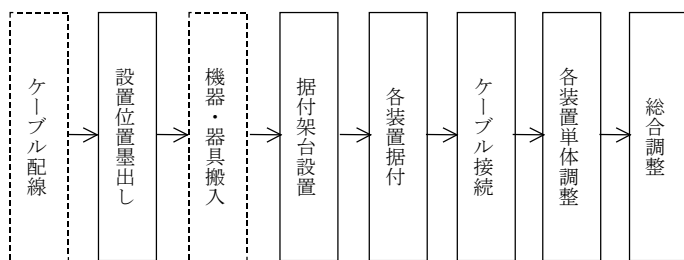 ケーブル配線
設置位置墨出し
機器・器具搬入
据付架台設置
各装置据付
ケーブル接続
各装置単体調整
総合調整